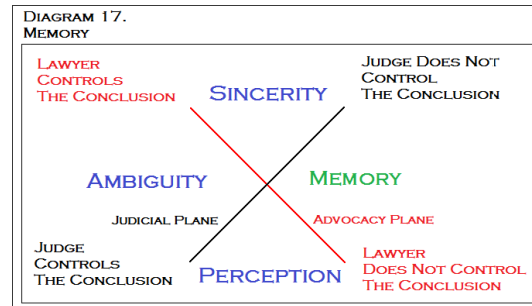 Diagram 17.
Memory
Lawyer
Controls
The Conclusion
Sincerity
Judge Does Not
Control
The Conclusion
Ambiguity
Memory
Judicial Plane
Advocacy Plane
Judge
Controls
The Conclusion
Perception
Lawyer
Does Not Control
The Conclusion